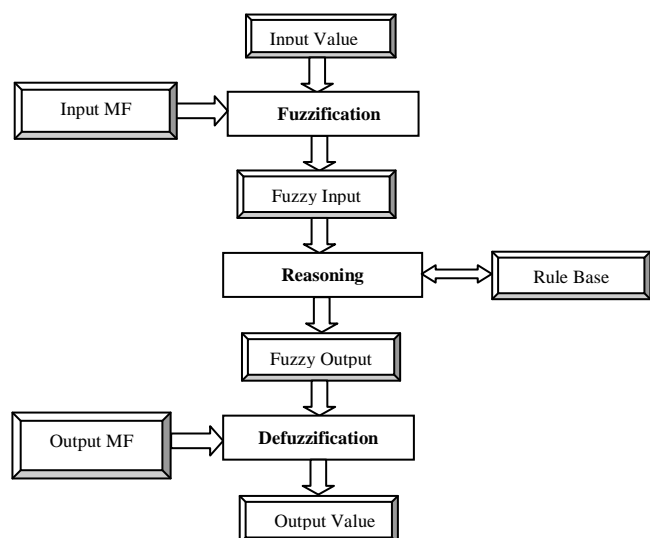 Input Value
Input MF
Fuzzification
Fuzzy Input
Reasoning
Rule Base
Fuzzy Output
Output MF
Defuzzification
Output Value